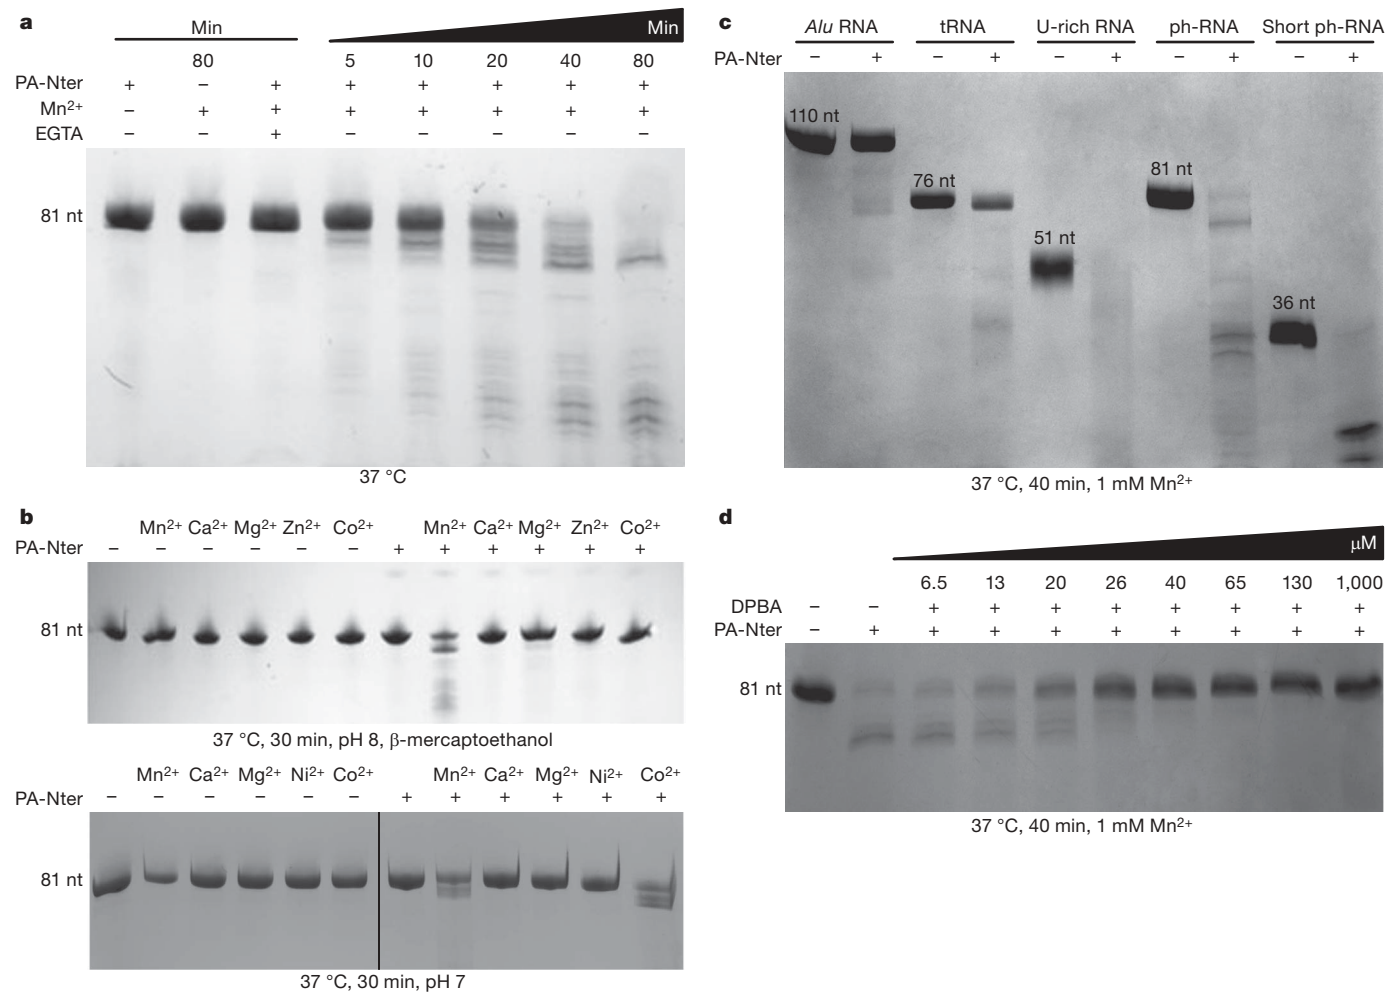 a
Min
Min
80 5 10 20 40 80
PA-Nter + – + + + + + +
Mn2+ – + + + + + + +
EGTA – – + – – – – –
81 nt
37 °C
b
Mn2+ Ca2+ Mg2+ Zn2+ Co2+ Mn2+ Ca2+ Mg2+ Zn2+ Co2+
PA-Nter – – – – – – + + + + + +
81 nt
37 °C, 30 min, pH 8, β-mercaptoethanol
Mn2+ Ca2+ Mg2+ Ni2+ Co2+ Mn2+ Ca2+ Mg2+ Ni2+ Co2+
PA-Nter – – – – – – + + + + + +
81 nt
37 °C, 30 min, pH 7
c
Alu RNA tRNA U-rich RNA ph-RNA Short ph-RNA
PA-Nter – + – + – + – + – +
110 nt
76 nt
51 nt
81 nt
36 nt
37 °C, 40 min, 1 mM Mn2+
d
μM
6.5 13 20 26 40 65 130 1,000
DPBA – – + + + + + + + +
PA-Nter – + + + + + + + + +
81 nt
37 °C, 40 min, 1 mM Mn2+